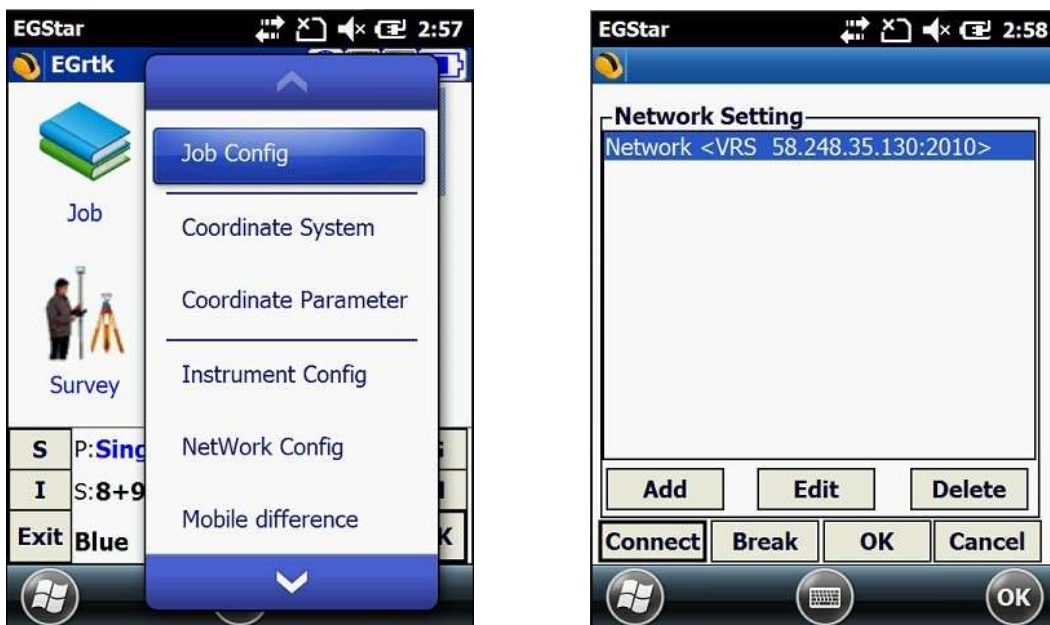 EGStar 2:57
EGrtk
Job Config
Job
Coordinate System
Coordinate Parameter
Survey
Instrument Config
S P:Sing
NetWork Config
I S:8+9
Mobile difference
Exit Blue K
EGStar 2:58
Network Setting
Network <VRS 58.248.35.130:2010>
Add Edit Delete
Connect Break OK Cancel
OK